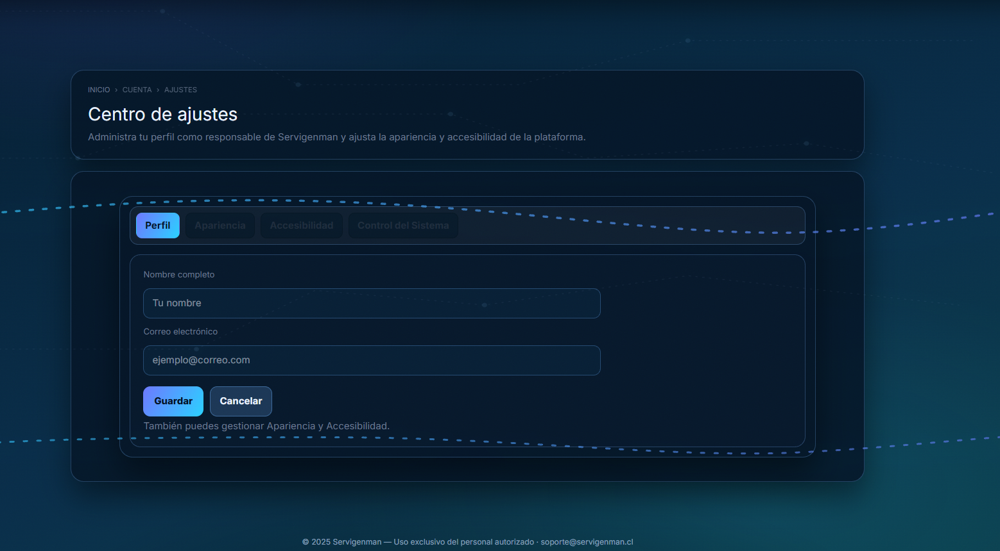 INICIO › CUENTA › AJUSTES
Centro de ajustes
Administra tu perfil como responsable de Servigenman y ajusta la apariencia y accesibilidad de la plataforma.
Perfil Apariencia Accesibilidad Control del Sistema
Nombre completo
Tu nombre
Correo electrónico
ejemplo@correo.com
Guardar Cancelar
También puedes gestionar Apariencia y Accesibilidad.
© 2025 Servigenman — Uso exclusivo del personal autorizado · soporte@servigenman.cl